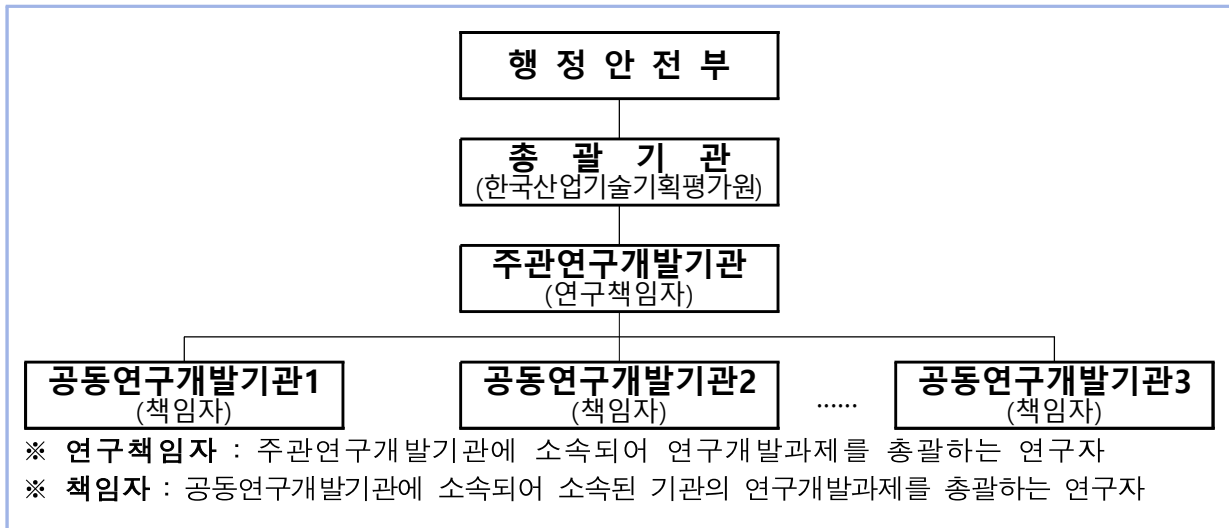 행 정 안 전 부
총 괄 기 관
(한국산업기술기획평가원)
주관연구개발기관
(연구책임자)
공동연구개발기관1
(책임자)
공동연구개발기관2
(책임자)
……
공동연구개발기관3
(책임자)
※ 연구책임자 : 주관연구개발기관에 소속되어 연구개발과제를 총괄하는 연구자
※ 책임자 : 공동연구개발기관에 소속되어 소속된 기관의 연구개발과제를 총괄하는 연구자